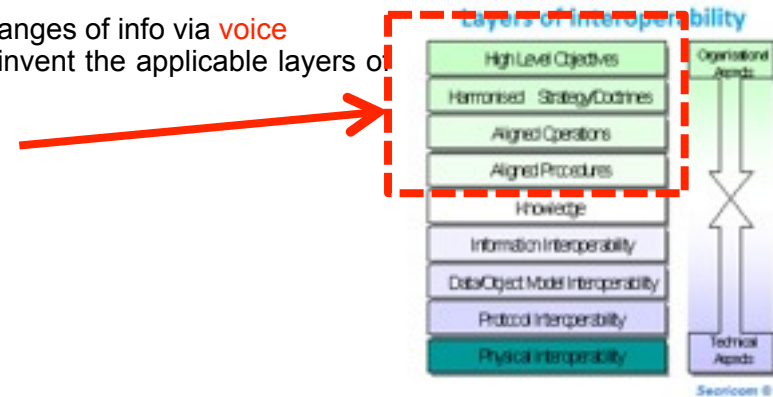 anges of info via voice
invent the applicable layers of
Layers of Interoperability
High Level Objectives
Harmonised Strategy/Doctrines
Aligned Operations
Aligned Procedures
Knowledge
Information Interoperability
Data/Object Model Interoperability
Protocol Interoperability
Physical Interoperability
Organisational
Aspects
Technical
Aspects